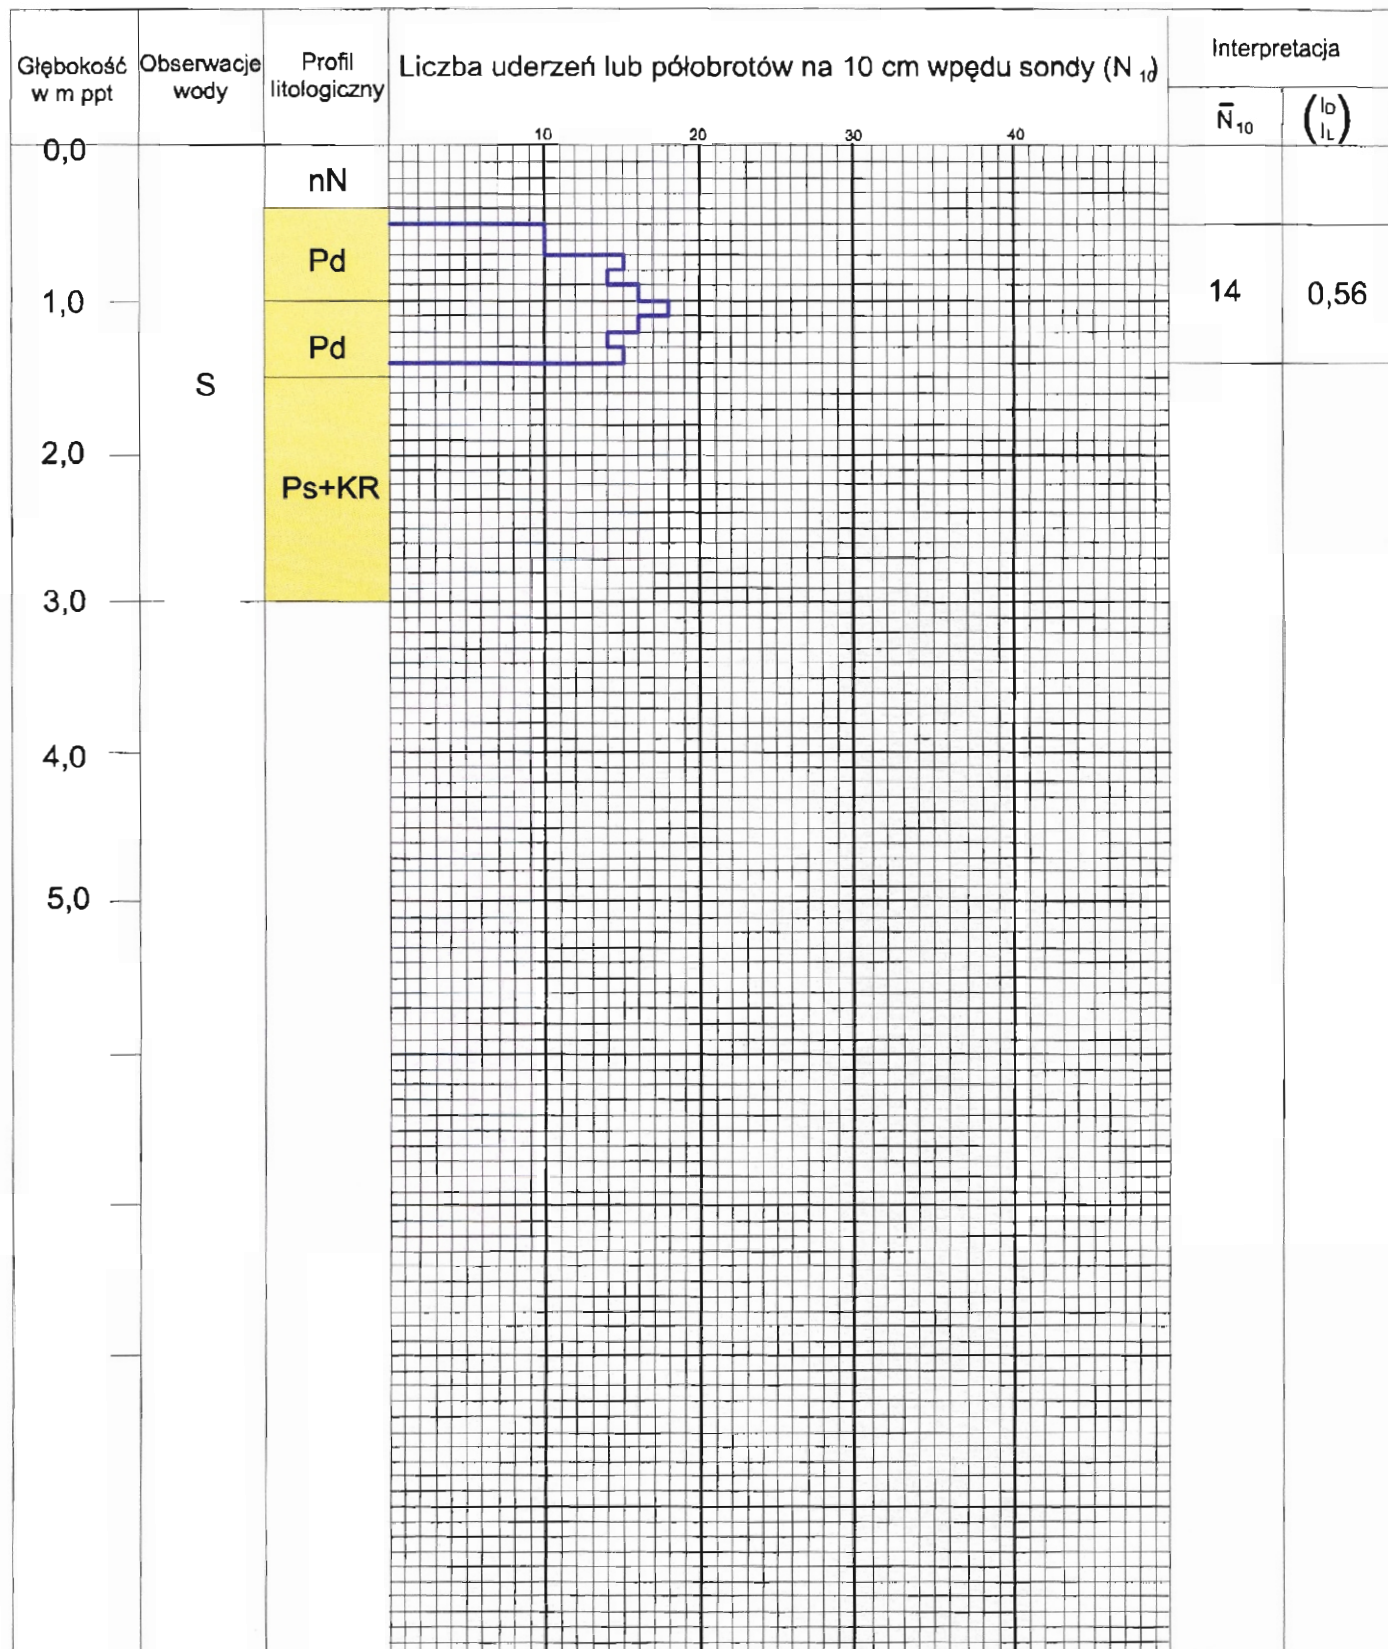 Głębokość
w m ppt
Obserwacje
wody
Profil
litologiczny
Liczba uderzeń lub półobrotów na 10 cm wpędu sondy (N 10)
Interpretacja
N̅ 10
(ID
IL)
10 20 30 40
0,0
nN
Pd
1,0
14
0,56
Pd
S
2,0
Ps+KR
3,0
4,0
5,0